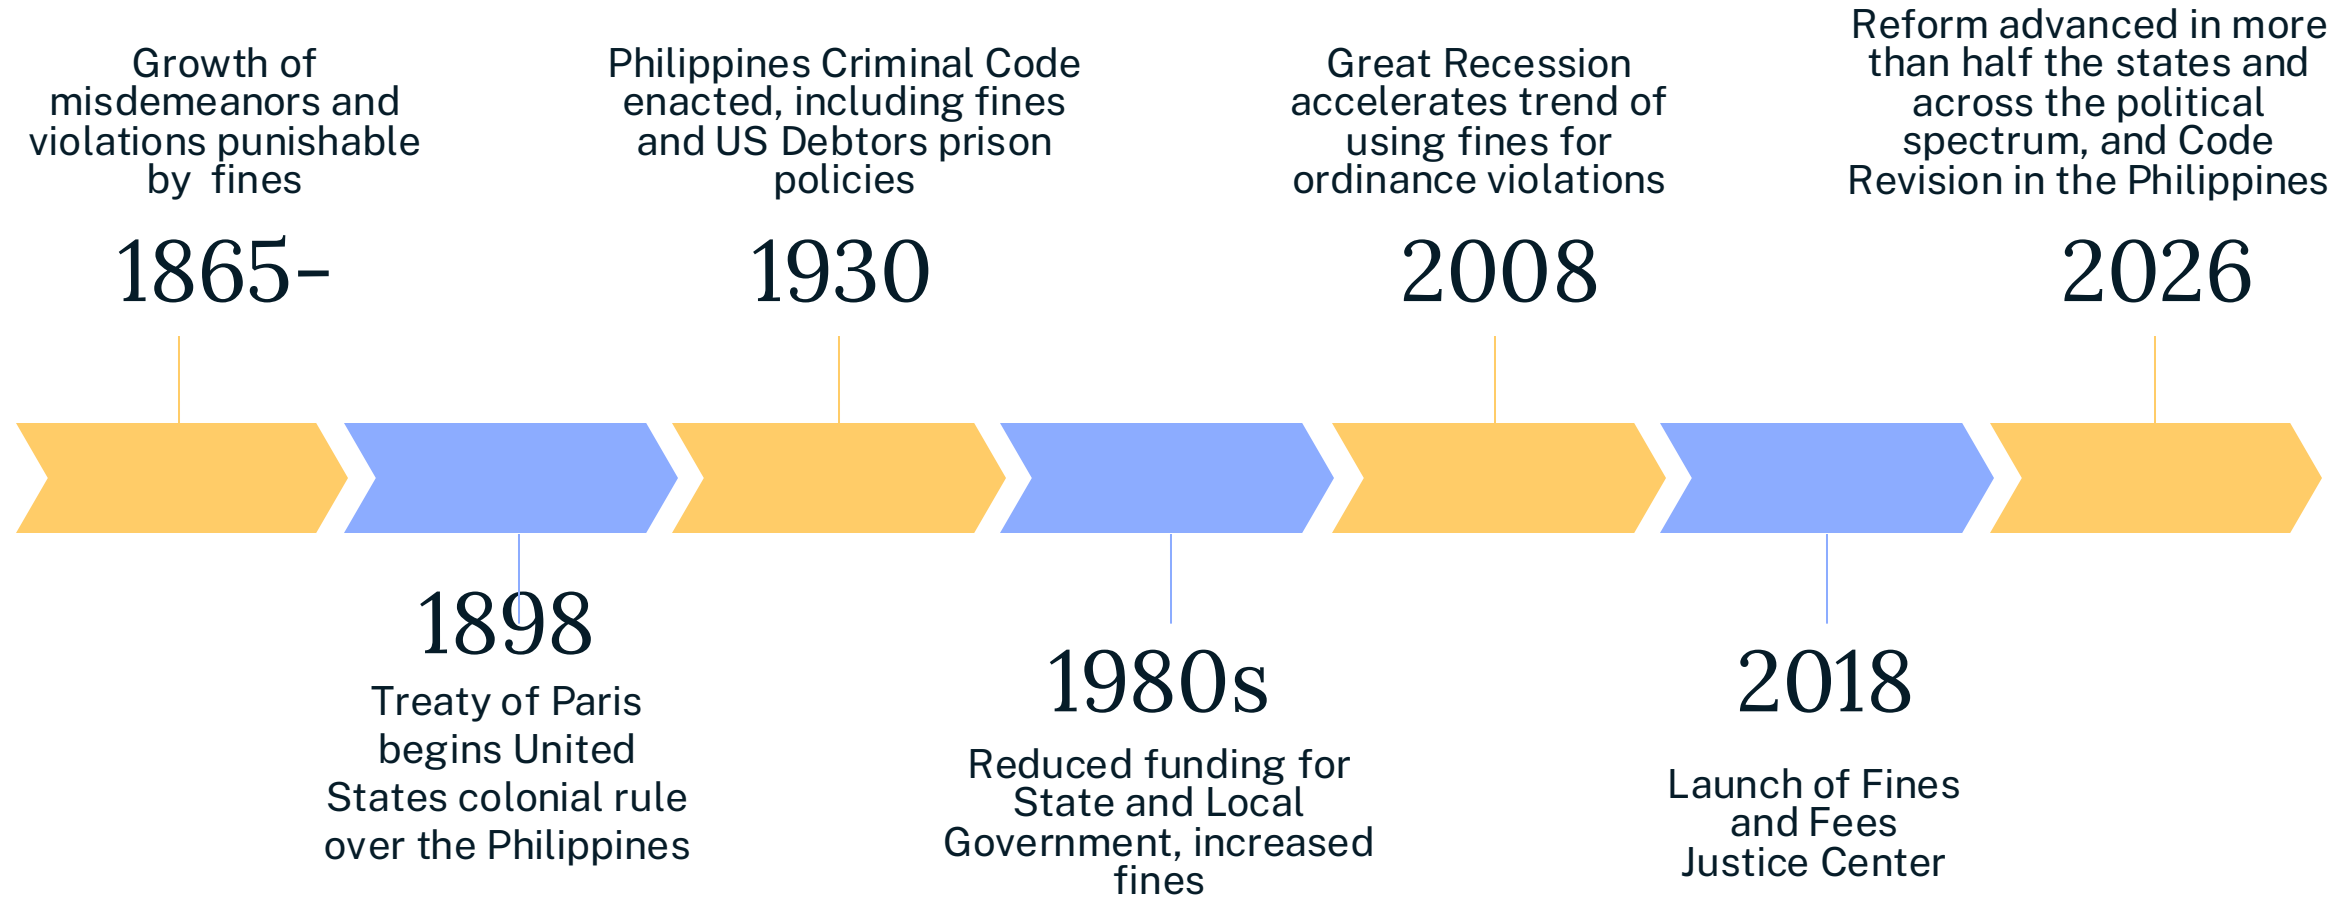 Growth of
misdemeanors and
violations punishable
by  fines
1865-
1898
Treaty of Paris
begins United
States colonial rule
over the Philippines
Philippines Criminal Code
enacted, including fines
and US Debtors prison
policies
1930
1980s
Reduced funding for
State and Local
Government, increased
fines
Great Recession
accelerates trend of
using fines for
ordinance violations
2008
2018
Launch of Fines
and Fees
Justice Center
Reform advanced in more
than half the states and
across the political
spectrum, and Code
Revision in the Philippines
2026